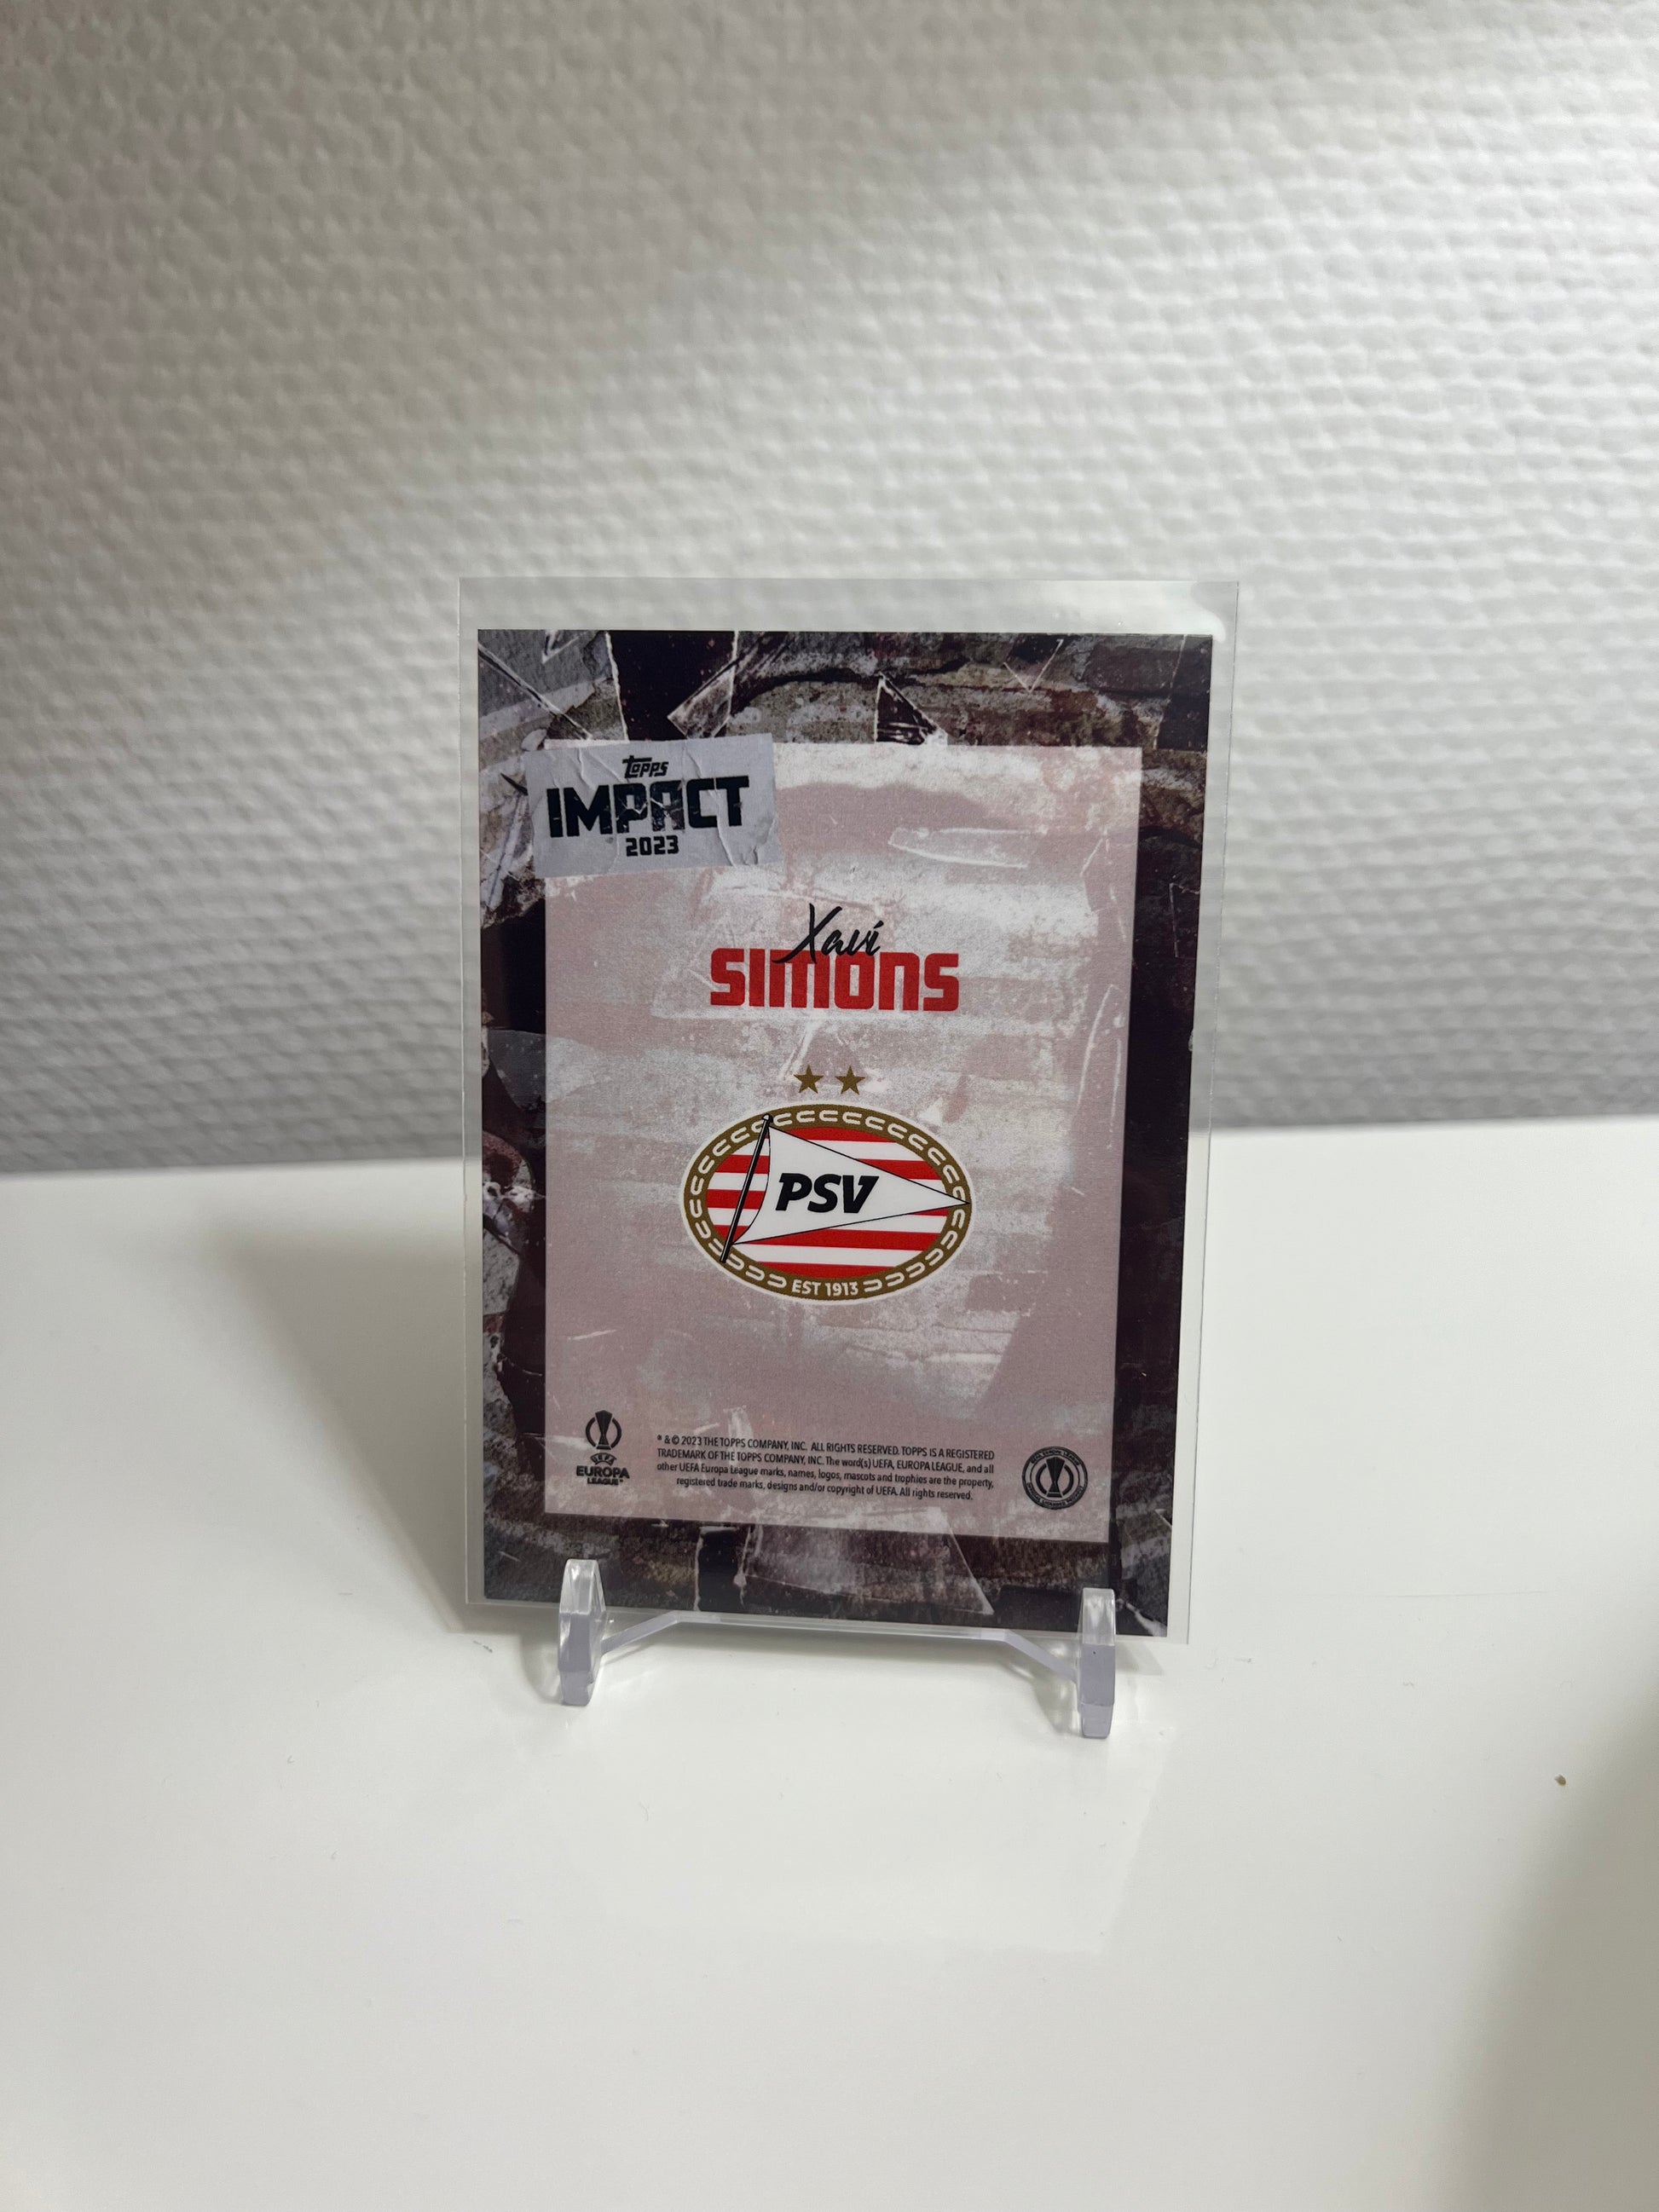 TOPPS
IMPACT
2023
Xavi
SIMONS
PSV
EST 1913
UEFA
EUROPA
LEAGUE™
® & © 2023 THE TOPPS COMPANY, INC. ALL RIGHTS RESERVED. TOPPS IS A REGISTERED
TRADEMARK OF THE TOPPS COMPANY, INC. The word(s) UEFA, EUROPA LEAGUE, and all
other UEFA Europa League marks, names, logos, mascots and trophies are the property,
registered trade marks, designs and/or copyright of UEFA. All rights reserved.